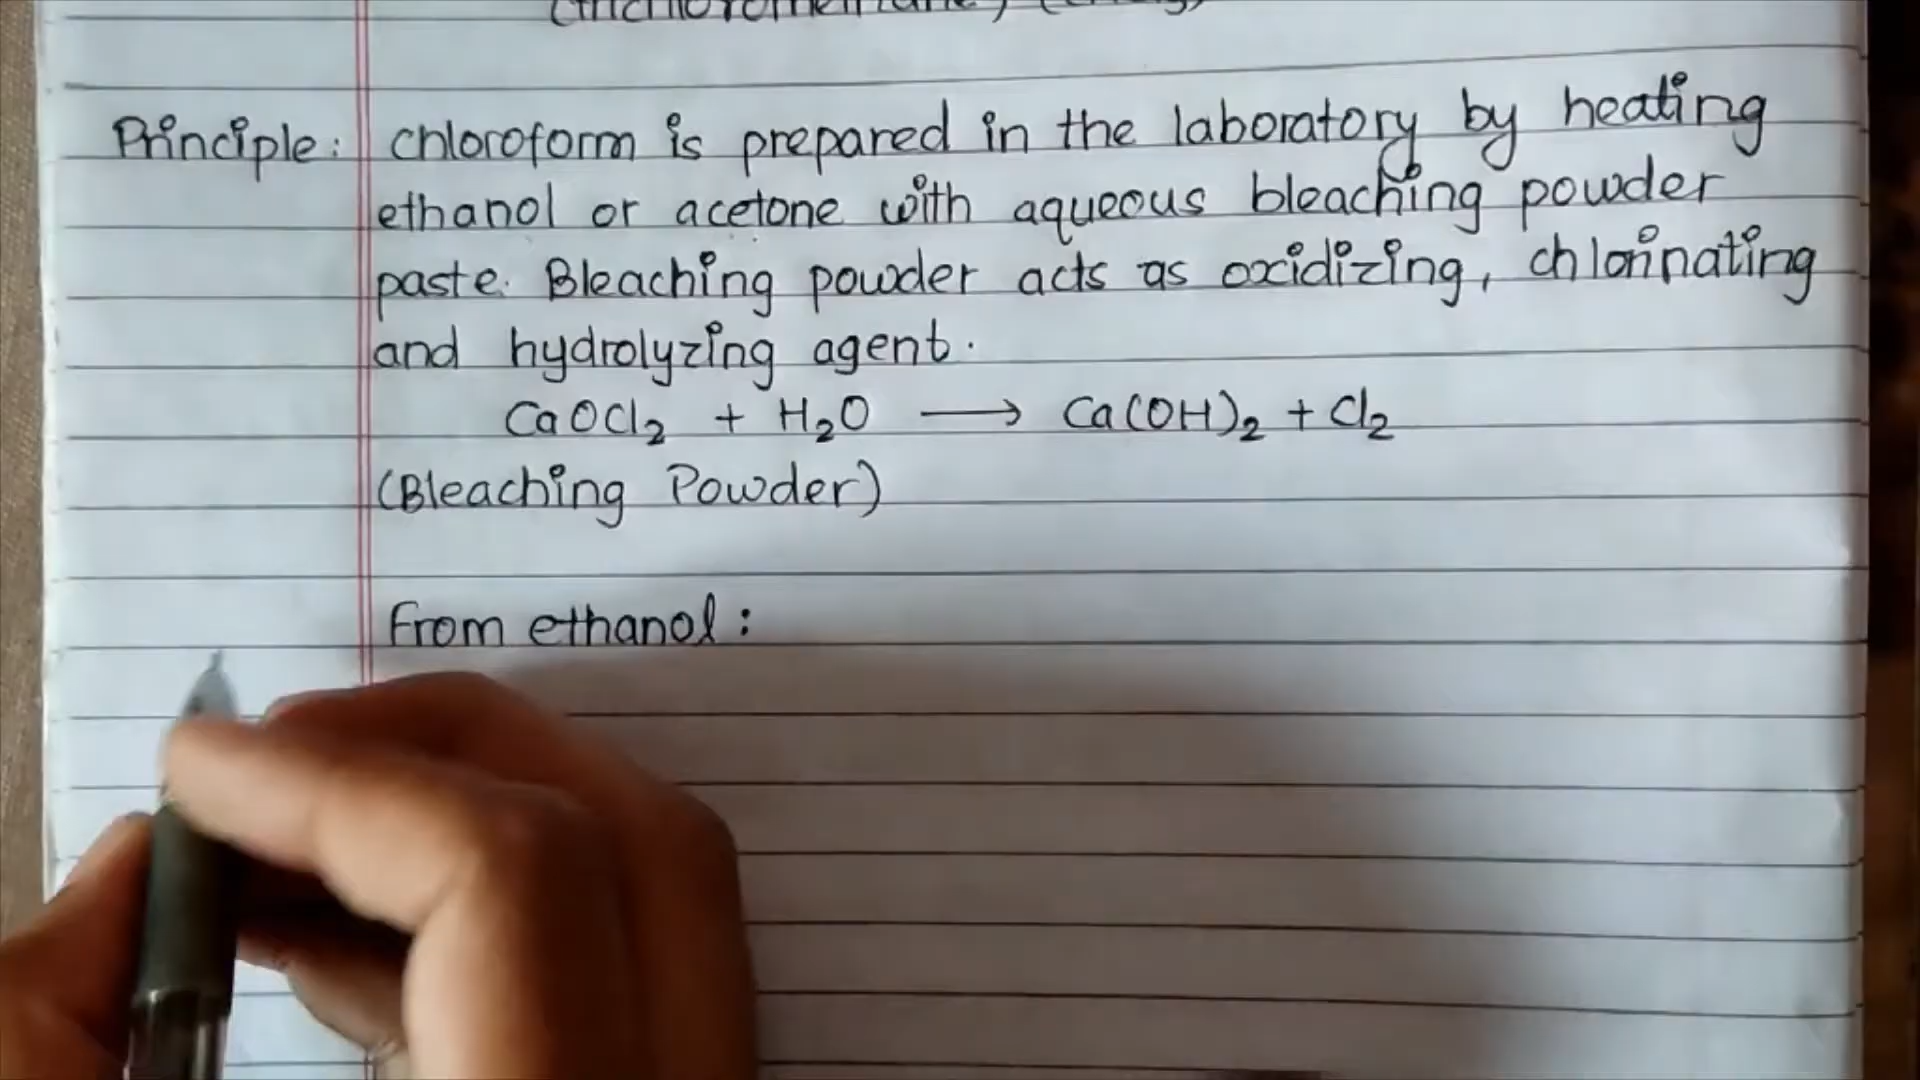 (trichloromethane)
Principle: chloroform is prepared in the laboratory by heating
ethanol or acetone with aqueous bleaching powder
paste. Bleaching powder acts as oxidizing, chlorinating
and hydrolyzing agent.
CaOCl₂ + H₂O ⟶ Ca(OH)₂ + Cl₂
(Bleaching Powder)
From ethanol: